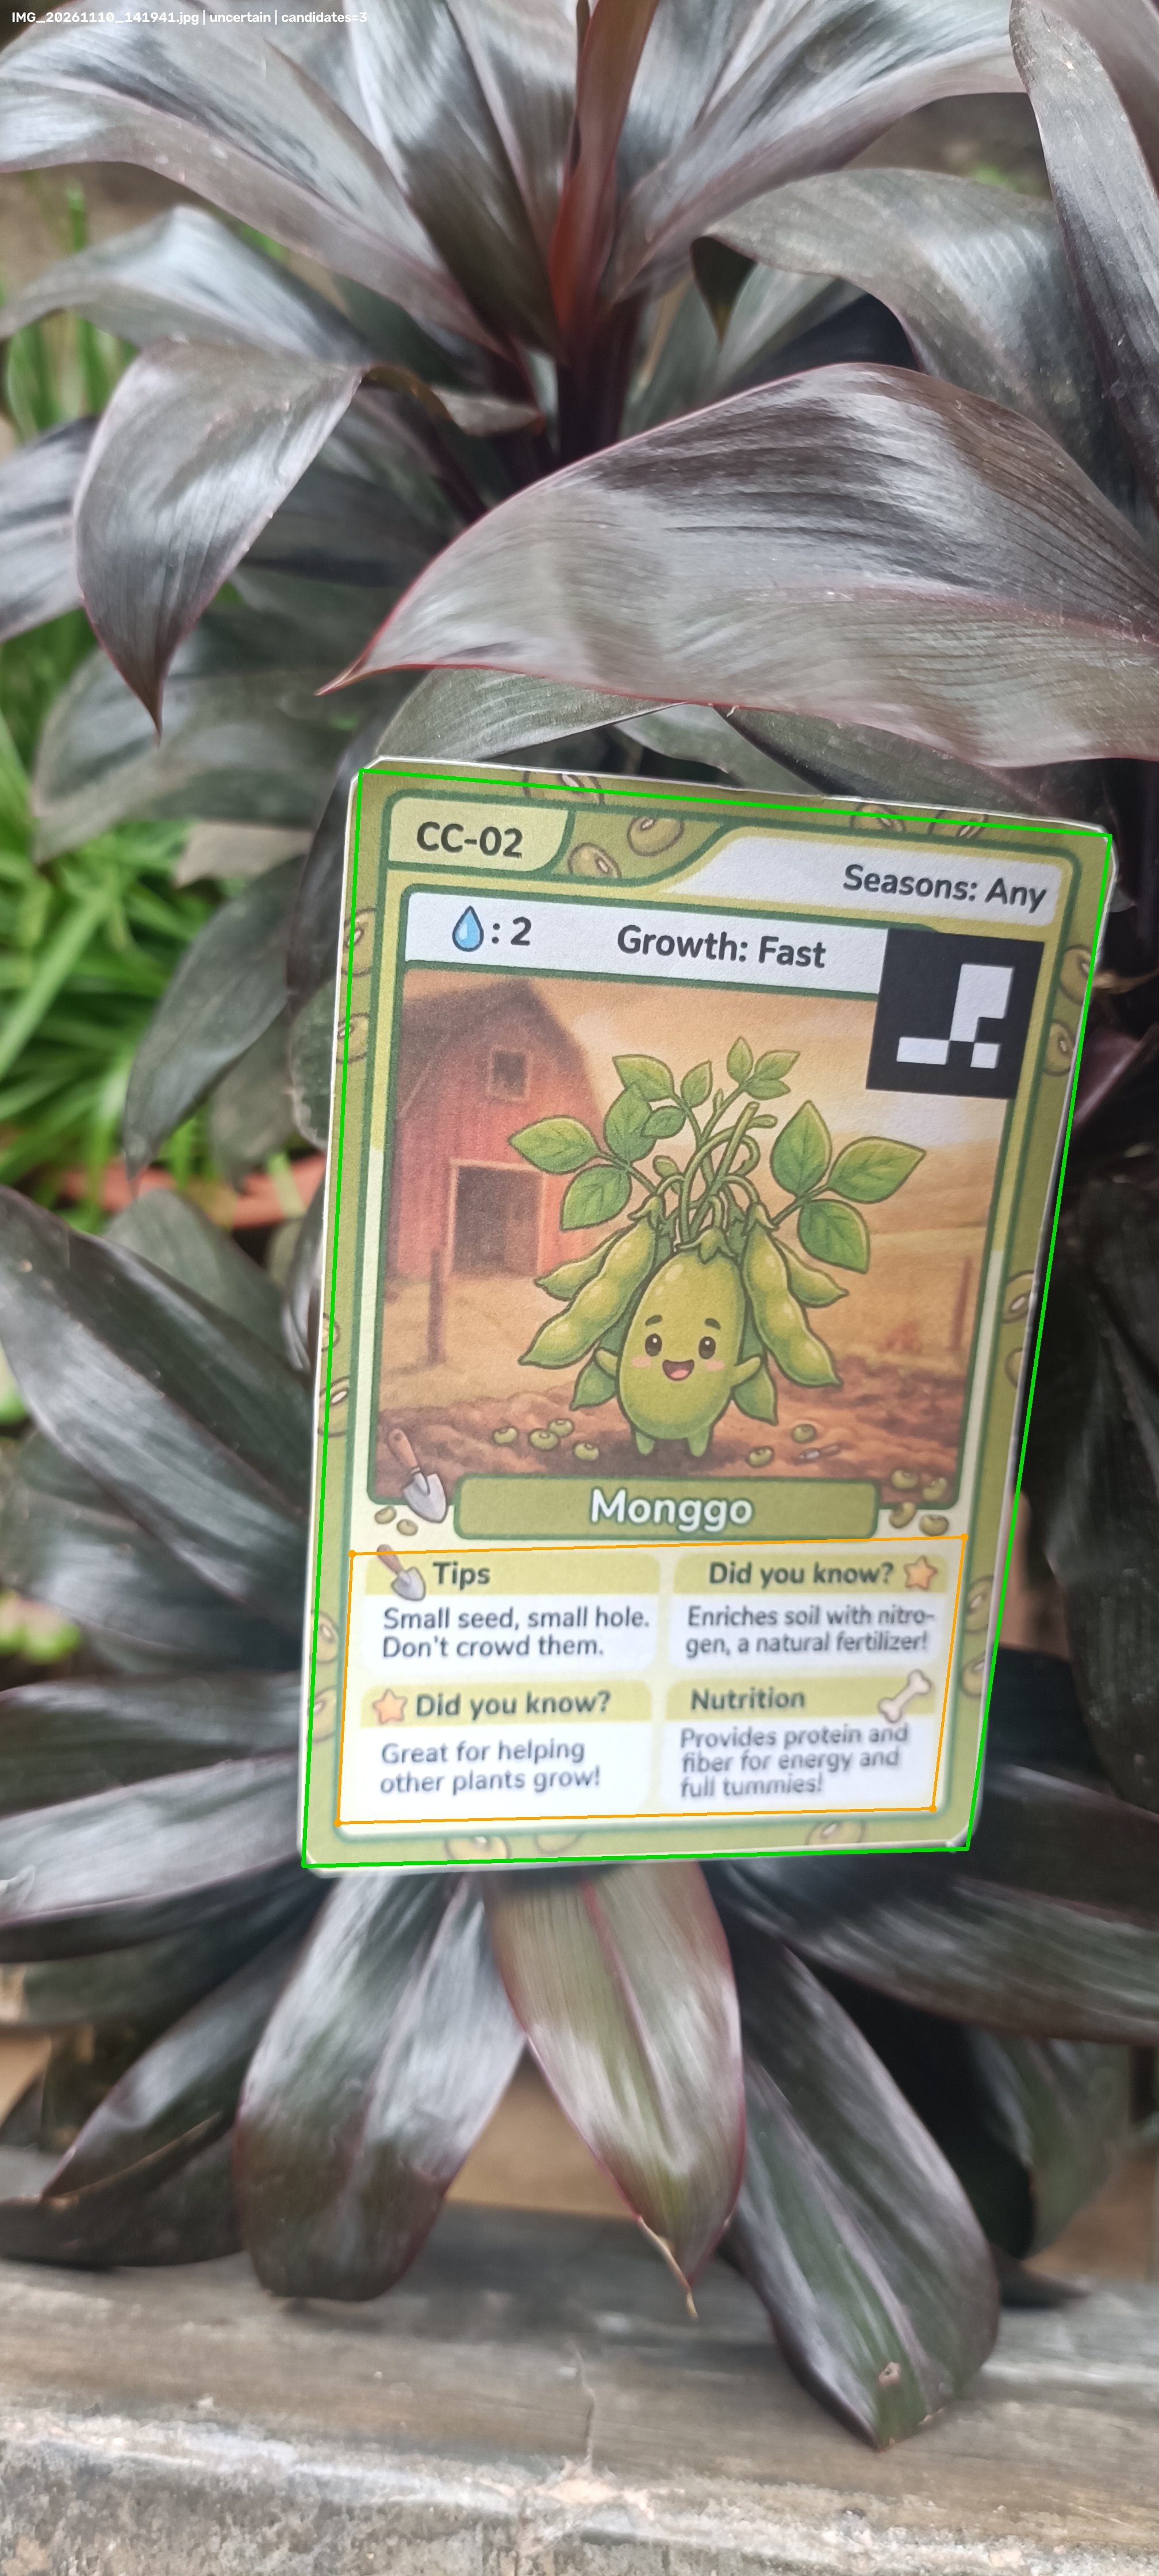 IMG_20261110_141941.jpg | uncertain | candidates=3
CC-02
Seasons: Any
: 2
Growth: Fast
Monggo
Tips
Small seed, small hole.
Don't crowd them.
Did you know?
Enriches soil with nitro-
gen, a natural fertilizer!
Did you know?
Great for helping
other plants grow!
Nutrition
Provides protein and
fiber for energy and
full tummies!